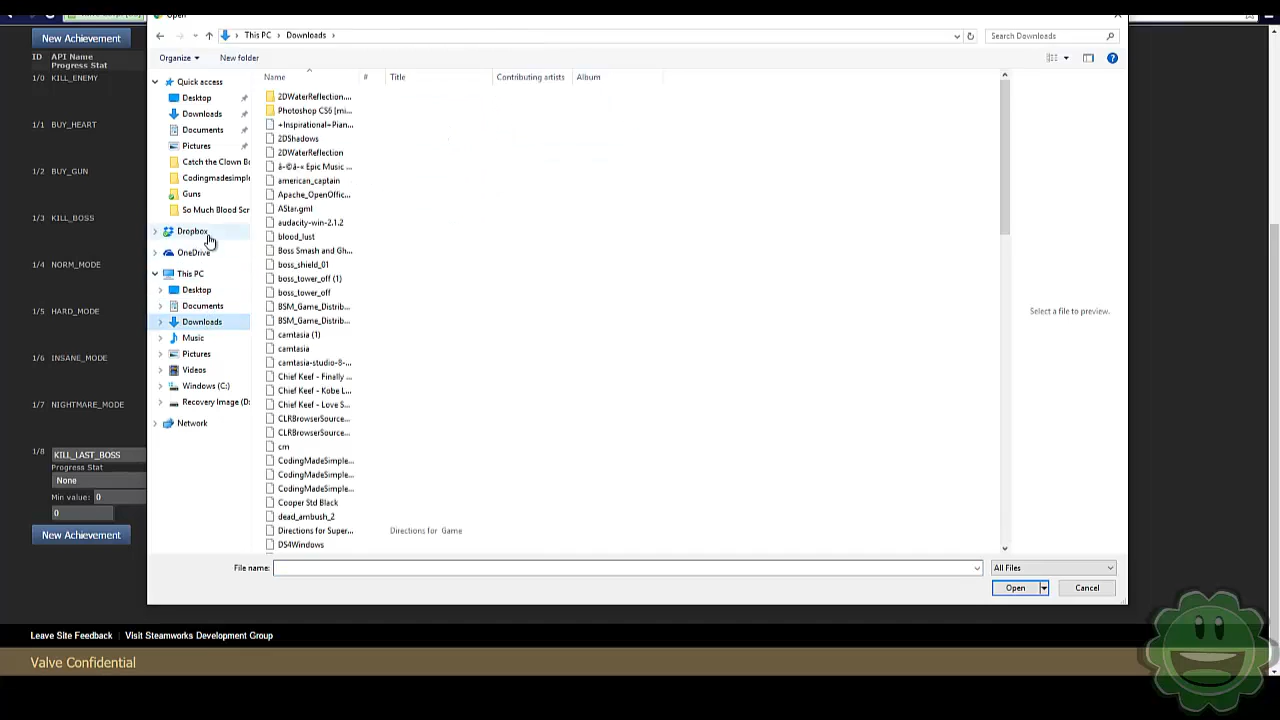 Open
New Achievement
This PC
Downloads
Search Downloads
Organize
New folder
ID
API Name
Progress Stat
Name
#
Title
Contributing artists
Album
1/0
KILL_ENEMY
1/1
BUY_HEART
1/2
BUY_GUN
1/3
KILL_BOSS
1/4
NORM_MODE
1/5
HARD_MODE
1/6
INSANE_MODE
1/7
NIGHTMARE_MODE
1/8
KILL_LAST_BOSS
Progress Stat
None
Min value:
0
0
New Achievement
Quick access
Desktop
Downloads
Documents
Pictures
Catch the Clown Bo
Codingmadesimple
Guns
So Much Blood Scr
Dropbox
OneDrive
This PC
Desktop
Documents
Downloads
Music
Pictures
Videos
Windows (C:)
Recovery Image (D:
Network
2DWaterReflection....
Photoshop CS6 [mi...
+Inspirational+Pian...
2DShadows
2DWaterReflection
â-©â-« Epic Music ...
american_captain
Apache_OpenOffic...
AStar.gml
audacity-win-2.1.2
blood_lust
Boss Smash and Gh...
boss_shield_01
boss_tower_off (1)
boss_tower_off
BSM_Game_Distrib...
BSM_Game_Distrib...
camtasia (1)
camtasia
camtasia-studio-8-...
Chief Keef - Finally ...
Chief Keef - Kobe L...
Chief Keef - Love S...
CLRBrowserSource...
CLRBrowserSource...
cm
CodingMadeSimple...
CodingMadeSimple...
CodingMadeSimple...
Cooper Std Black
dead_ambush_2
Directions for Super...
Directions for Game
DS4Windows
Select a file to preview.
File name:
All Files
Open
Cancel
Leave Site Feedback
|
Visit Steamworks Development Group
Valve Confidential